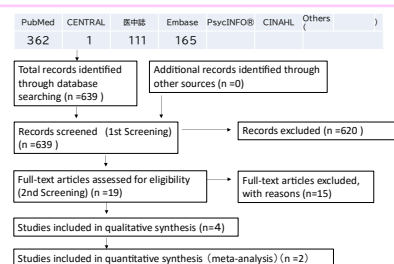 PubMed CENTRAL 医中誌 Embase PsycINFO® CINAHL Others
( )
362 1 111 165
Total records identified
through database
searching (n =639 )
Additional records identified through
other sources (n =0)
Records screened (1st Screening)
(n =639 )
Records excluded (n =620 )
Full-text articles assessed for eligibility
(2nd Screening) (n =19)
Full-text articles excluded,
with reasons (n=15)
Studies included in qualitative synthesis (n=4)
Studies included in quantitative synthesis (meta-analysis) (n =2)